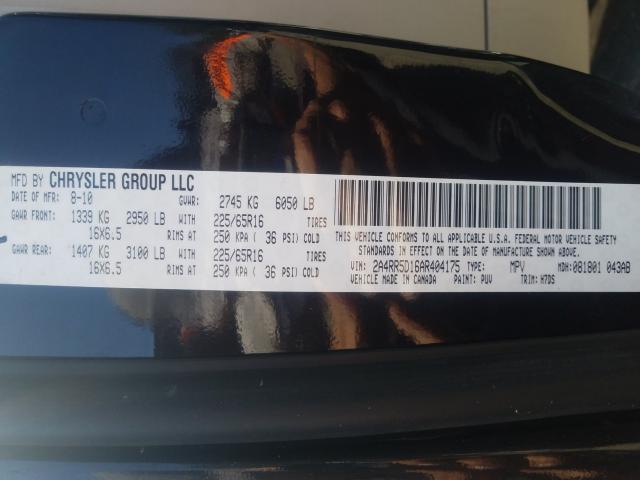 MFD BY CHRYSLER GROUP LLC
DATE OF MFR: 8-10 GVWR: 2745 KG 6050 LB
GAWR FRONT: 1339 KG 2950 LB WITH 225/65R16 TIRES
16X6.5 RIMS AT 250 KPA ( 36 PSI) COLD
GAWR REAR: 1407 KG 3100 LB WITH 225/65R16 TIRES
16X6.5 RIMS AT 250 KPA ( 36 PSI) COLD
THIS VEHICLE CONFORMS TO ALL APPLICABLE U.S.A. FEDERAL MOTOR VEHICLE SAFETY
STANDARDS IN EFFECT ON THE DATE OF MANUFACTURE SHOWN ABOVE.
VIN: 2A4RR5D16AR404175 TYPE: MPV MDH: 081801 043AB
VEHICLE MADE IN CANADA PAINT: PUV TRIM: H7DS